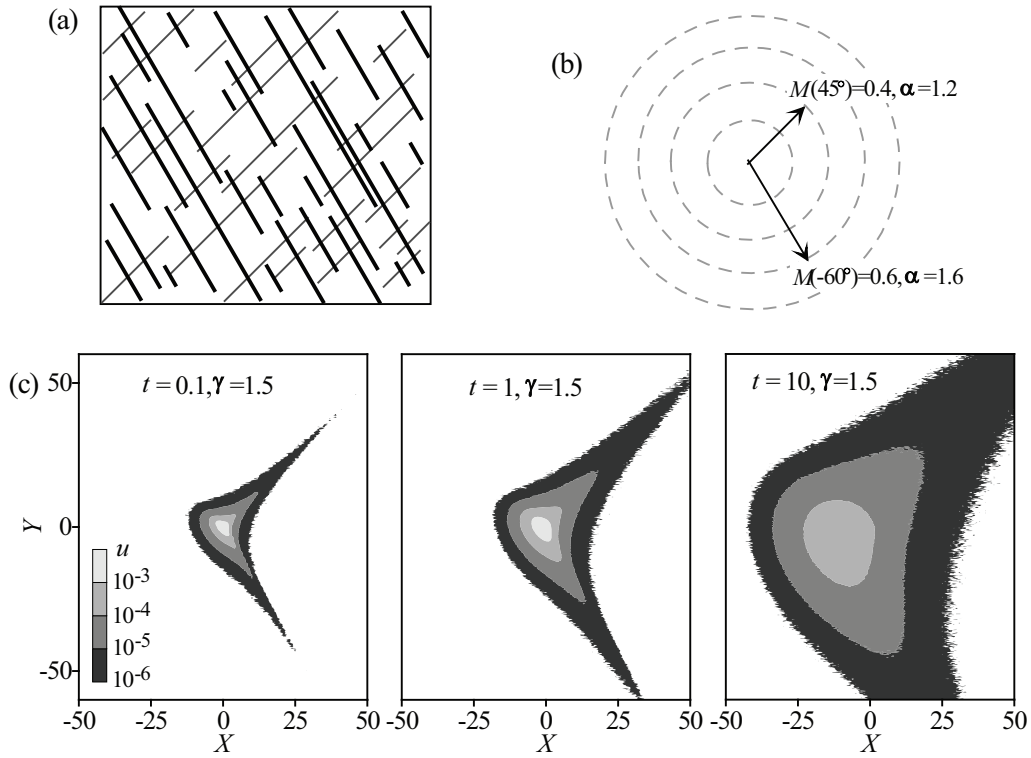 (a)
(b)
M(45°)=0.4, α=1.2
M(-60°)=0.6, α=1.6
(c)
t = 0.1, γ=1.5
t = 1, γ=1.5
t = 10, γ=1.5
50
0
-50
Y
u
10-3
10-4
10-5
10-6
-50 -25 0 25 50
X
-50 -25 0 25 50
X
-50 -25 0 25 50
X